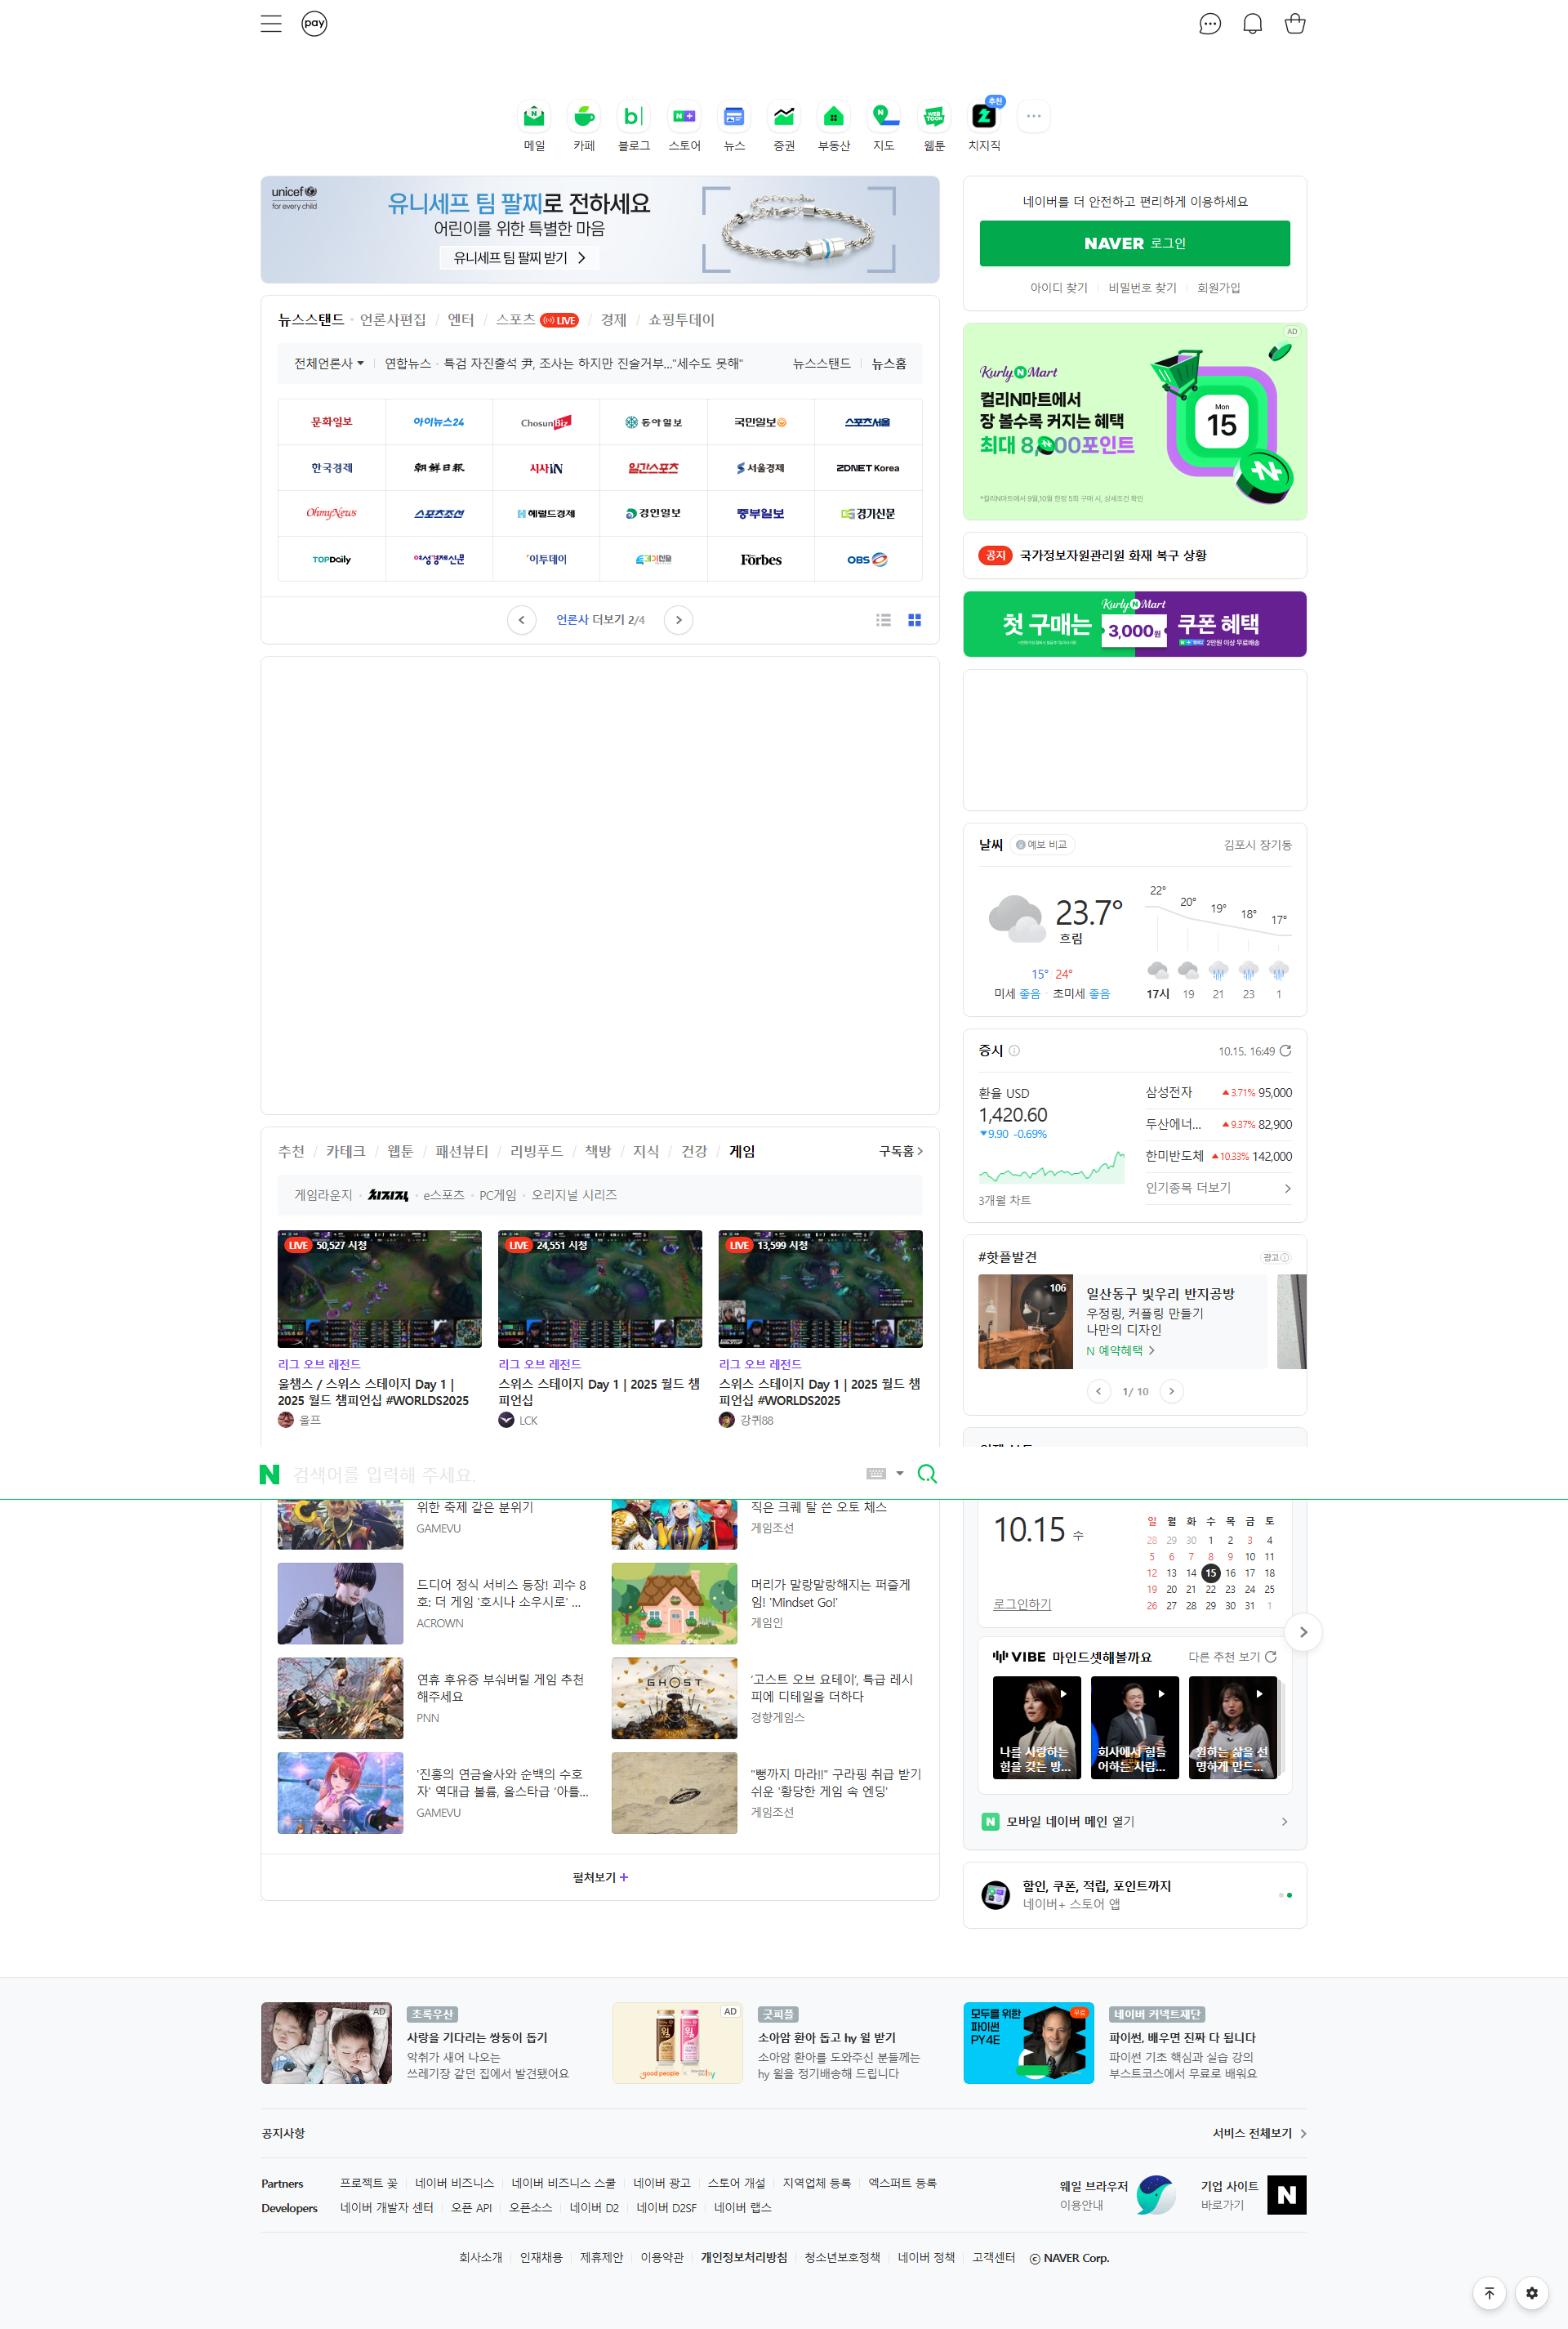 pay
추천
메일
카페
블로그
스토어
뉴스
증권
부동산
지도
웹툰
치지직
unicef
for every child
유니세프 팀 팔찌로 전하세요
어린이를 위한 특별한 마음
유니세프 팀 팔찌 받기
네이버를 더 안전하고 편리하게 이용하세요
NAVER 로그인
아이디 찾기
비밀번호 찾기
회원가입
뉴스스탠드 · 언론사편집 / 엔터 / 스포츠 LIVE / 경제 / 쇼핑투데이
전체언론사
연합뉴스 · 특검 자진출석 尹, 조사는 하지만 진술거부..."세수도 못해"
뉴스스탠드
뉴스홈
문화일보
아이뉴스24
ChosunBiz
동아일보
국민일보
스포츠서울
한국경제
朝鮮日報
시사IN
일간스포츠
서울경제
ZDNET Korea
OhmyNews
스포츠조선
헤럴드경제
경인일보
중부일보
경기신문
TOPDaily
여성경제신문
이투데이
Forbes
OBS
언론사 더보기 2/4
AD
Kurly N Mart
컬리N마트에서
장 볼수록 커지는 혜택
최대 8,000포인트
Mon
15
*컬리N마트에서 9월,10월 한정 5회 구매 시, 상세조건 확인
공지 국가정보자원관리원 화재 복구 상황
Kurly N Mart
첫 구매는
3,000원
쿠폰 혜택
2만원 이상 무료배송
날씨
예보 비교
김포시 장기동
23.7°
흐림
15° 24°
미세 좋음 · 초미세 좋음
22°
20°
19°
18°
17°
17시 19 21 23 1
증시
10.15. 16:49
환율 USD
1,420.60
▼9.90 -0.69%
3개월 차트
삼성전자 ▲3.71% 95,000
두산에너... ▲9.37% 82,900
한미반도체 ▲10.33% 142,000
인기종목 더보기
추천 / 카테크 / 웹툰 / 패션뷰티 / 리빙푸드 / 책방 / 지식 / 건강 / 게임
구독홈
게임라운지 · 치지직 · e스포츠 · PC게임 · 오리지널 시리즈
LIVE 50,527 시청
LIVE 24,551 시청
LIVE 13,599 시청
리그 오브 레전드
울챔스 / 스위스 스테이지 Day 1 |
2025 월드 챔피언십 #WORLDS2025
울프
리그 오브 레전드
스위스 스테이지 Day 1 | 2025 월드 챔
피언십
LCK
리그 오브 레전드
스위스 스테이지 Day 1 | 2025 월드 챔
피언십 #WORLDS2025
강퀴88
#핫플발견
광고
106
일산동구 빛우리 반지공방
우정링, 커플링 만들기
나만의 디자인
N 예약혜택
1/ 10
N 검색어를 입력해 주세요.
위한 축제 같은 분위기
GAMEVU
직은 크퀘 탈 쓴 오토 체스
게임조선
드디어 정식 서비스 등장! 괴수 8
호: 더 게임 '호시나 소우시로' ...
ACROWN
머리가 말랑말랑해지는 퍼즐게
임! 'Mindset Go!'
게임인
연휴 후유증 부숴버릴 게임 추천
해주세요
PNN
GHOST
'고스트 오브 요테이', 특급 레시
피에 디테일을 더하다
경향게임스
'진홍의 연금술사와 순백의 수호
자' 역대급 볼륨, 올스타급 '아틀...
GAMEVU
"뻥까지 마라!!" 구라핑 취급 받기
쉬운 '황당한 게임 속 엔딩'
게임조선
펼쳐보기 +
10.15 수
로그인하기
일 월 화 수 목 금 토
28 29 30 1 2 3 4
5 6 7 8 9 10 11
12 13 14 15 16 17 18
19 20 21 22 23 24 25
26 27 28 29 30 31 1
VIBE 마인드셋해볼까요
다른 추천 보기
나를 사랑하는
힘을 갖는 방...
회사에서 힘들
어하는 사람...
원하는 삶을 선
명하게 만드...
N 모바일 네이버 메인 열기
할인, 쿠폰, 적립, 포인트까지
네이버+ 스토어 앱
AD
초록우산
사랑을 기다리는 쌍둥이 돕기
악취가 새어 나오는
쓰레기장 같던 집에서 발견됐어요
AD
good people
hy
굿피플
소아암 환아 돕고 hy 윌 받기
소아암 환아를 도와주신 분들께는
hy 윌을 정기배송해 드립니다
모두를 위한
파이썬
PY4E
무료
네이버 커넥트재단
파이썬, 배우면 진짜 다 됩니다
파이썬 기초 핵심과 실습 강의
부스트코스에서 무료로 배워요
공지사항
서비스 전체보기
Partners 프로젝트 꽃 네이버 비즈니스 네이버 비즈니스 스쿨 네이버 광고 스토어 개설 지역업체 등록 엑스퍼트 등록
Developers 네이버 개발자 센터 오픈 API 오픈소스 네이버 D2 네이버 D2SF 네이버 랩스
웨일 브라우저
이용안내
기업 사이트
바로가기
N
회사소개 인재채용 제휴제안 이용약관 개인정보처리방침 청소년보호정책 네이버 정책 고객센터 ⓒ NAVER Corp.